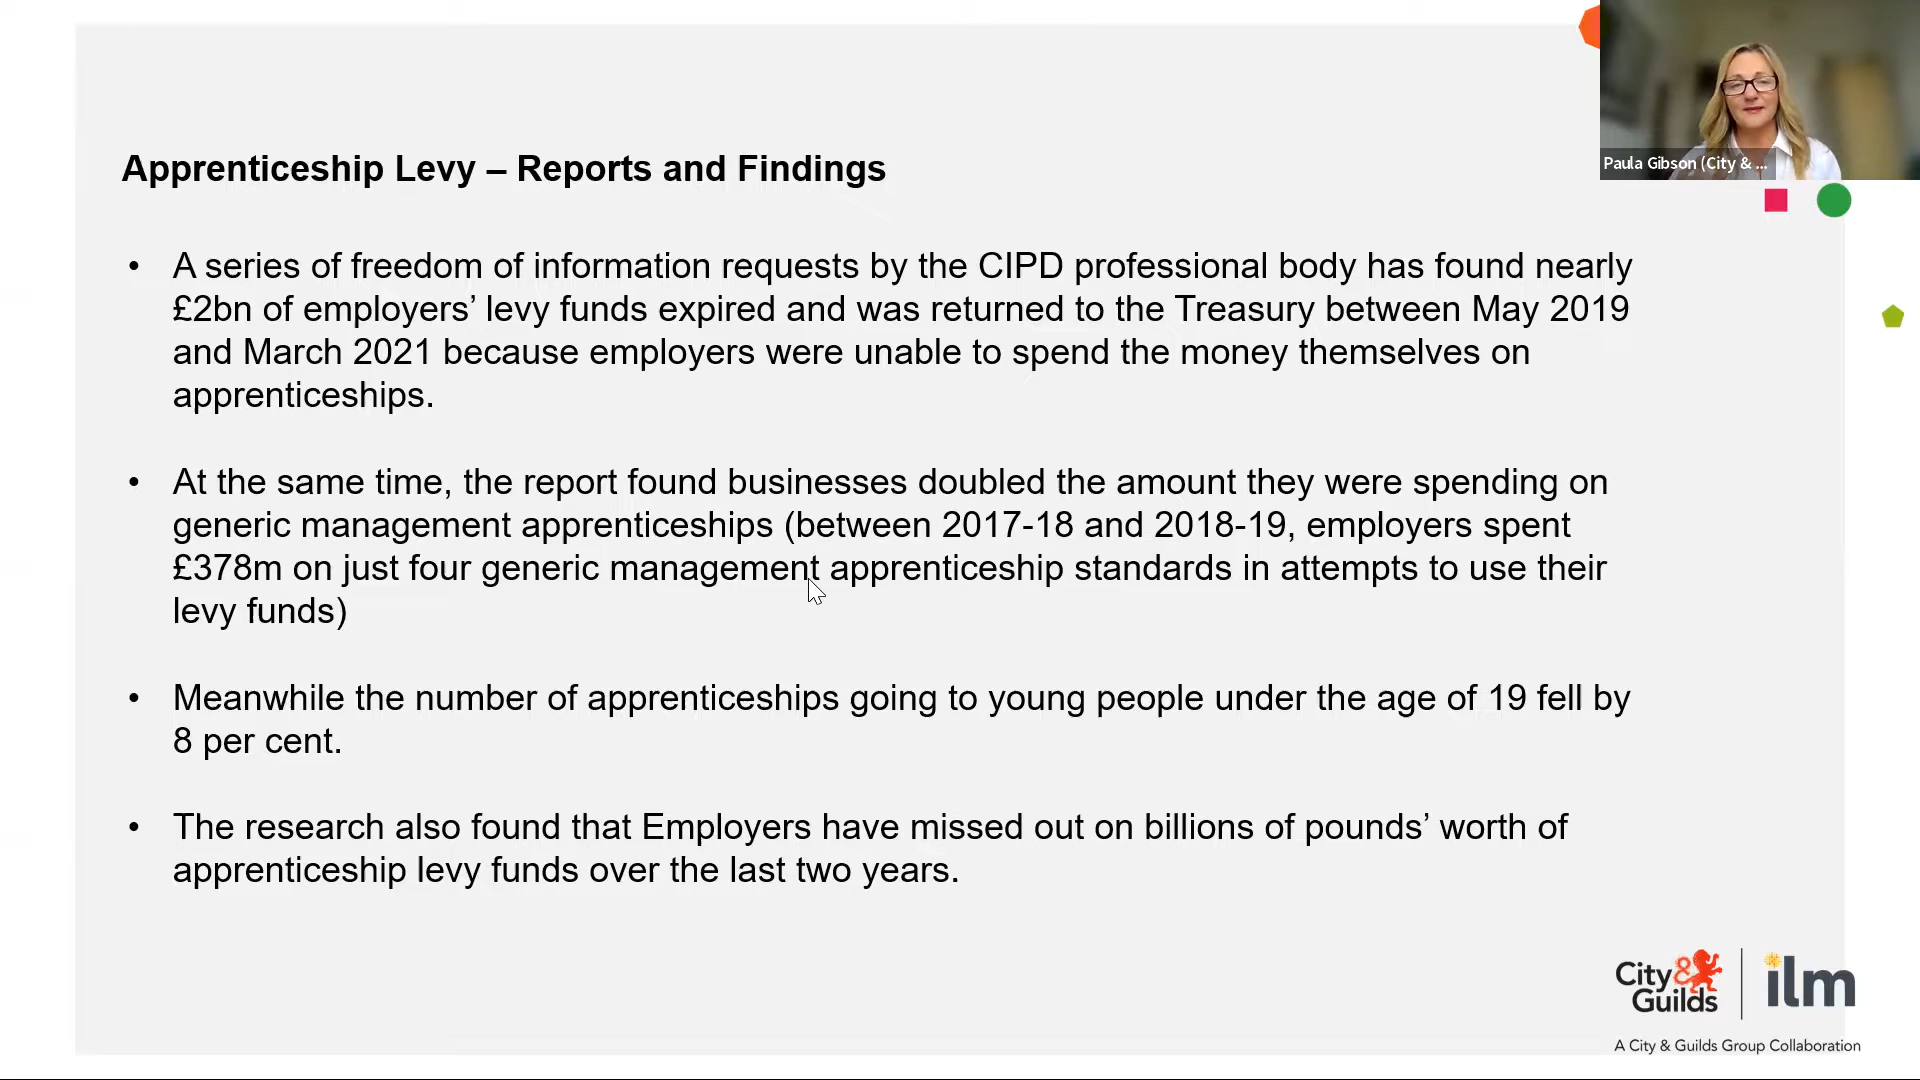 Paula Gibson (City & ...
Apprenticeship Levy – Reports and Findings
• A series of freedom of information requests by the CIPD professional body has found nearly
£2bn of employers’ levy funds expired and was returned to the Treasury between May 2019
and March 2021 because employers were unable to spend the money themselves on
apprenticeships.
• At the same time, the report found businesses doubled the amount they were spending on
generic management apprenticeships (between 2017-18 and 2018-19, employers spent
£378m on just four generic management apprenticeship standards in attempts to use their
levy funds)
• Meanwhile the number of apprenticeships going to young people under the age of 19 fell by
8 per cent.
• The research also found that Employers have missed out on billions of pounds’ worth of
apprenticeship levy funds over the last two years.
City &
Guilds
ilm
A City & Guilds Group Collaboration